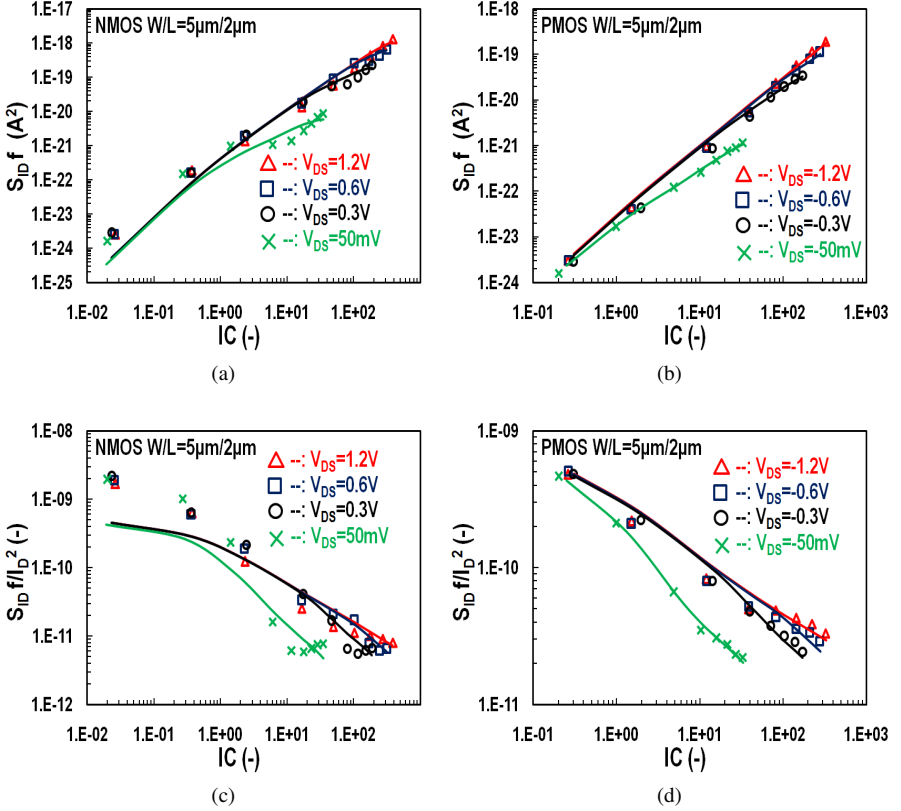 NMOS W/L=5µm/2µm
S_ID f (A²)
1.E-17
1.E-18
1.E-19
1.E-20
1.E-21
1.E-22
1.E-23
1.E-24
1.E-25
--: V_DS=1.2V
--: V_DS=0.6V
--: V_DS=0.3V
--: V_DS=50mV
1.E-02 1.E-01 1.E+00 1.E+01 1.E+02
IC (-)
(a)
PMOS W/L=5µm/2µm
S_ID f (A²)
1.E-17
1.E-18
1.E-19
1.E-20
1.E-21
1.E-22
1.E-23
1.E-24
--: V_DS=-1.2V
--: V_DS=-0.6V
--: V_DS=-0.3V
--: V_DS=-50mV
1.E-01 1.E+00 1.E+01 1.E+02 1.E+03
IC (-)
(b)
NMOS W/L=5µm/2µm
S_ID f/I_D²
1.E-08
1.E-09
1.E-10
1.E-11
1.E-12
--: V_DS=1.2V
--: V_DS=0.6V
--: V_DS=0.3V
--: V_DS=50mV
1.E-02 1.E-01 1.E+00 1.E+01 1.E+02
IC (-)
(c)
PMOS W/L=5µm/2µm
S_ID f/I_D²
1.E-09
1.E-10
1.E-11
--: V_DS=-1.2V
--: V_DS=-0.6V
--: V_DS=-0.3V
--: V_DS=-50mV
1.E-01 1.E+00 1.E+01 1.E+02 1.E+03
IC (-)
(d)